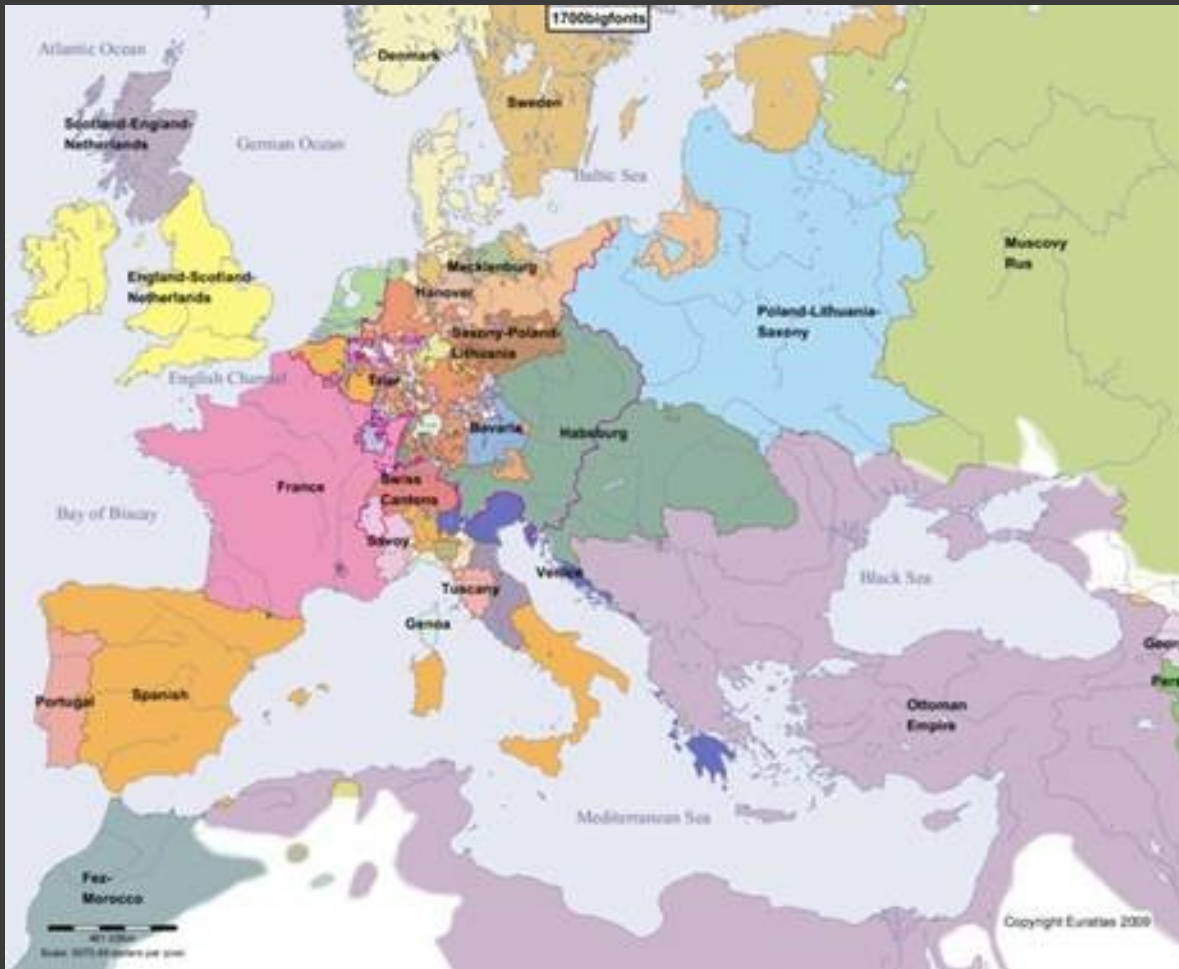 1700bigfonts
Atlantic Ocean
Denmark
Sweden
Scotland-England-
Netherlands
German Ocean
Baltic Sea
Muscovy
Rus
England-Scotland-
Netherlands
Mecklenburg
Hanover
Saxony-Poland-
Lithuania
Poland-Lithuania-
Saxony
English Channel
Trier
Bavaria
Habsburg
France
Swiss
Cantons
Bay of Biscay
Savoy
Venice
Black Sea
Tuscany
Genoa
Geor
Pers
Portugal
Spanish
Ottoman
Empire
Mediterranean Sea
Fez-
Morocco
Copyright Euratlas 2009